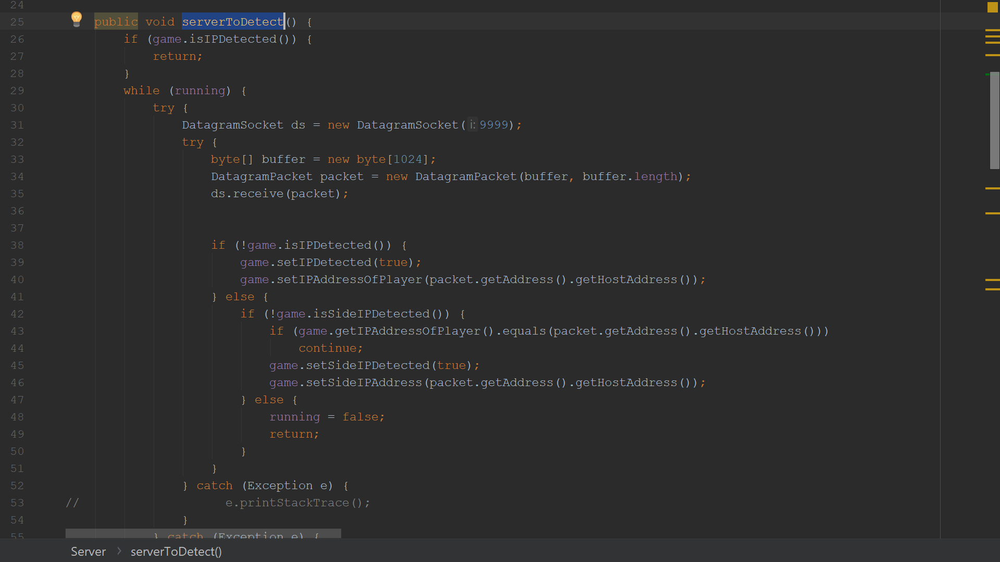 24
25 public void serverToDetect() {
26 if (game.isIPDetected()) {
27 return;
28 }
29 while (running) {
30 try {
31 DatagramSocket ds = new DatagramSocket( i: 9999);
32 try {
33 byte[] buffer = new byte[1024];
34 DatagramPacket packet = new DatagramPacket(buffer, buffer.length);
35 ds.receive(packet);
36
37
38 if (!game.isIPDetected()) {
39 game.setIPDetected(true);
40 game.setIPAddressOfPlayer(packet.getAddress().getHostAddress());
41 } else {
42 if (!game.isSideIPDetected()) {
43 if (game.getIPAddressOfPlayer().equals(packet.getAddress().getHostAddress()))
44 continue;
45 game.setSideIPDetected(true);
46 game.setSideIPAddress(packet.getAddress().getHostAddress());
47 } else {
48 running = false;
49 return;
50 }
51 }
52 } catch (Exception e) {
53 // e.printStackTrace();
54 }
55 } catch (Exception e) {
Server > serverToDetect()